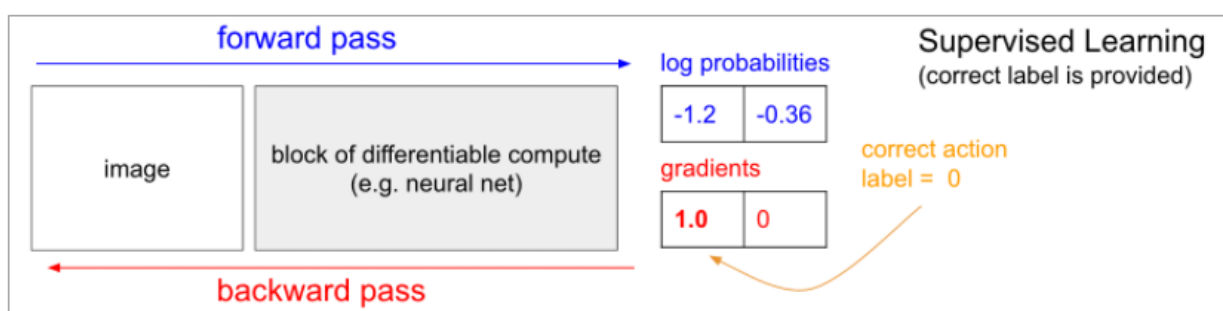 forward pass
Supervised Learning
(correct label is provided)
log probabilities
-1.2 -0.36
image
block of differentiable compute
(e.g. neural net)
correct action
label = 0
gradients
1.0 0
backward pass